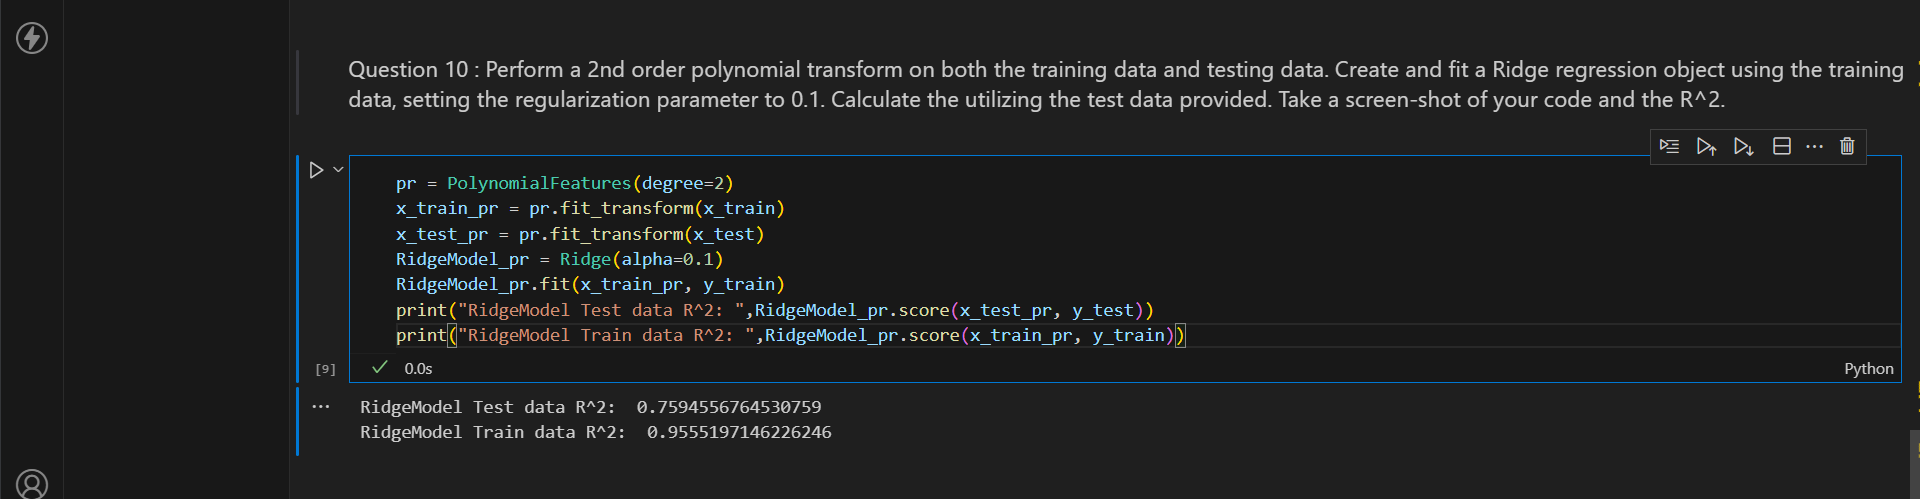 Question 10 : Perform a 2nd order polynomial transform on both the training data and testing data. Create and fit a Ridge regression object using the training
data, setting the regularization parameter to 0.1. Calculate the utilizing the test data provided. Take a screen-shot of your code and the R^2.
pr = PolynomialFeatures(degree=2)
x_train_pr = pr.fit_transform(x_train)
x_test_pr = pr.fit_transform(x_test)
RidgeModel_pr = Ridge(alpha=0.1)
RidgeModel_pr.fit(x_train_pr, y_train)
print("RidgeModel Test data R^2: ",RidgeModel_pr.score(x_test_pr, y_test))
print("RidgeModel Train data R^2: ",RidgeModel_pr.score(x_train_pr, y_train))
[9] 0.0s Python
RidgeModel Test data R^2:  0.7594556764530759
RidgeModel Train data R^2:  0.9555197146226246